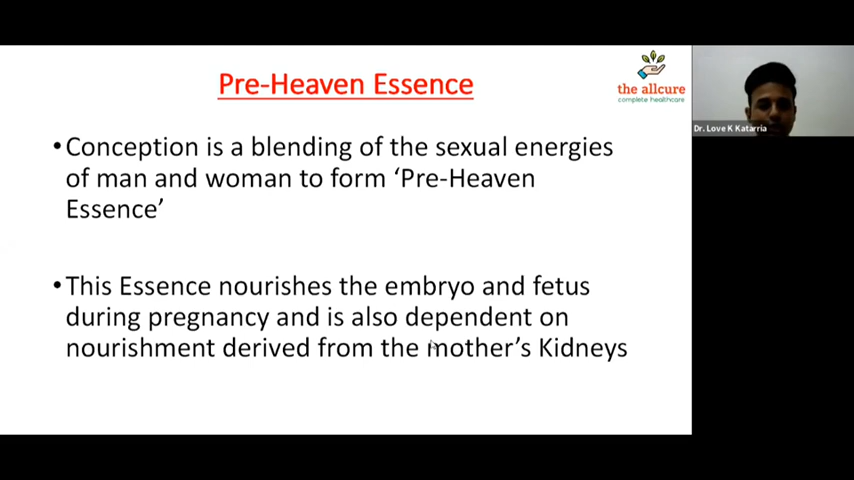 Pre-Heaven Essence
the allcure
complete healthcare
Dr. Love K Katarria
•Conception is a blending of the sexual energies
of man and woman to form ‘Pre-Heaven
Essence’
•This Essence nourishes the embryo and fetus
during pregnancy and is also dependent on
nourishment derived from the mother’s Kidneys